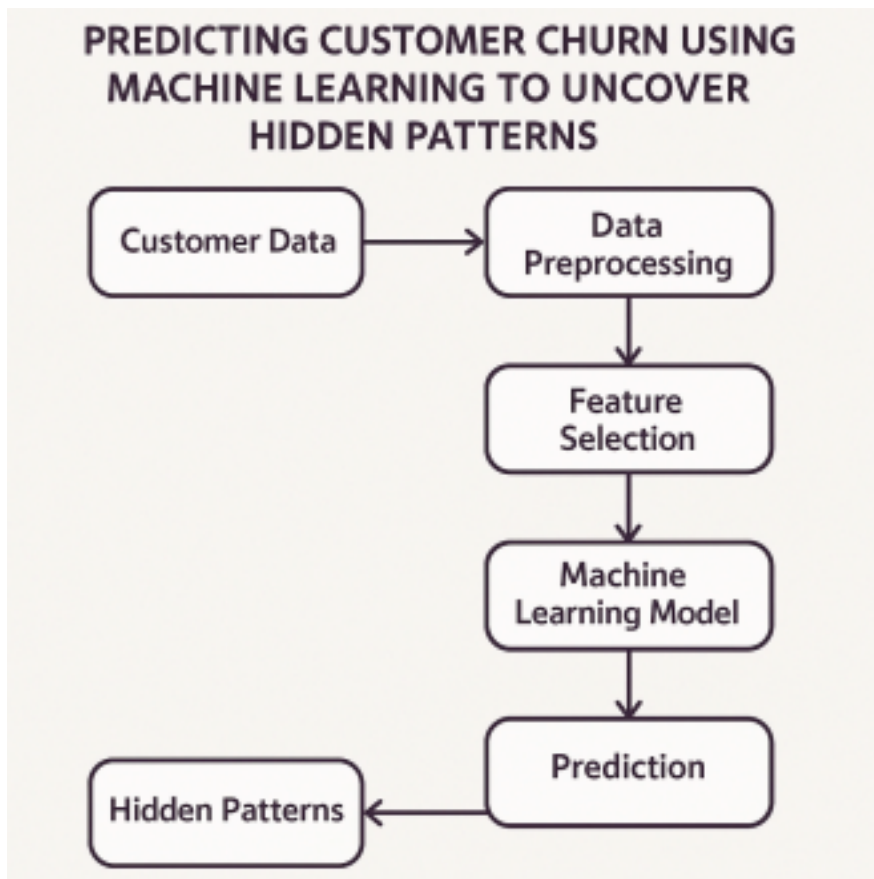 PREDICTING CUSTOMER CHURN USING
MACHINE LEARNING TO UNCOVER
HIDDEN PATTERNS
Customer Data
Data
Preprocessing
Feature
Selection
Machine
Learning Model
Prediction
Hidden Patterns